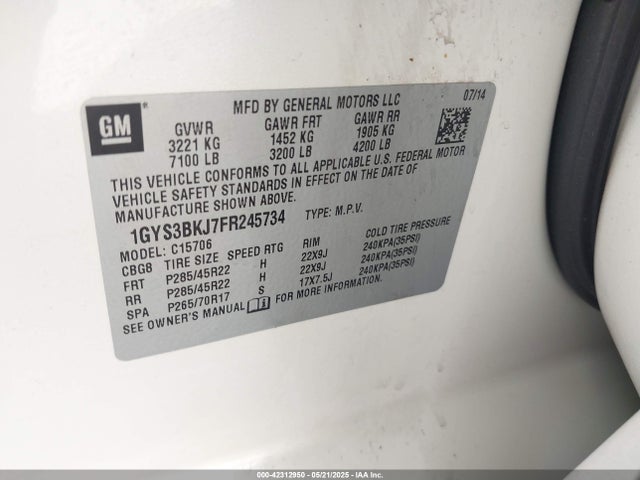 GM
MFD BY GENERAL MOTORS LLC 07/14
GVWR GAWR FRT GAWR RR
3221 KG 1452 KG 1905 KG
7100 LB 3200 LB 4200 LB
THIS VEHICLE CONFORMS TO ALL APPLICABLE U.S. FEDERAL MOTOR
VEHICLE SAFETY STANDARDS IN EFFECT ON THE DATE OF
MANUFACTURE SHOWN ABOVE.
1GYS3BKJ7FR245734 TYPE: M.P.V.
MODEL: C15706
CBG8 TIRE SIZE SPEED RTG RIM COLD TIRE PRESSURE
FRT P285/45R22 H 22X9J 240KPA(35PSI)
RR P285/45R22 H 22X9J 240KPA(35PSI)
SPA P265/70R17 S 17X7.5J 240KPA(35PSI)
SEE OWNER'S MANUAL FOR MORE INFORMATION.
000-42312950 - 05/21/2025 - IAAI.COM